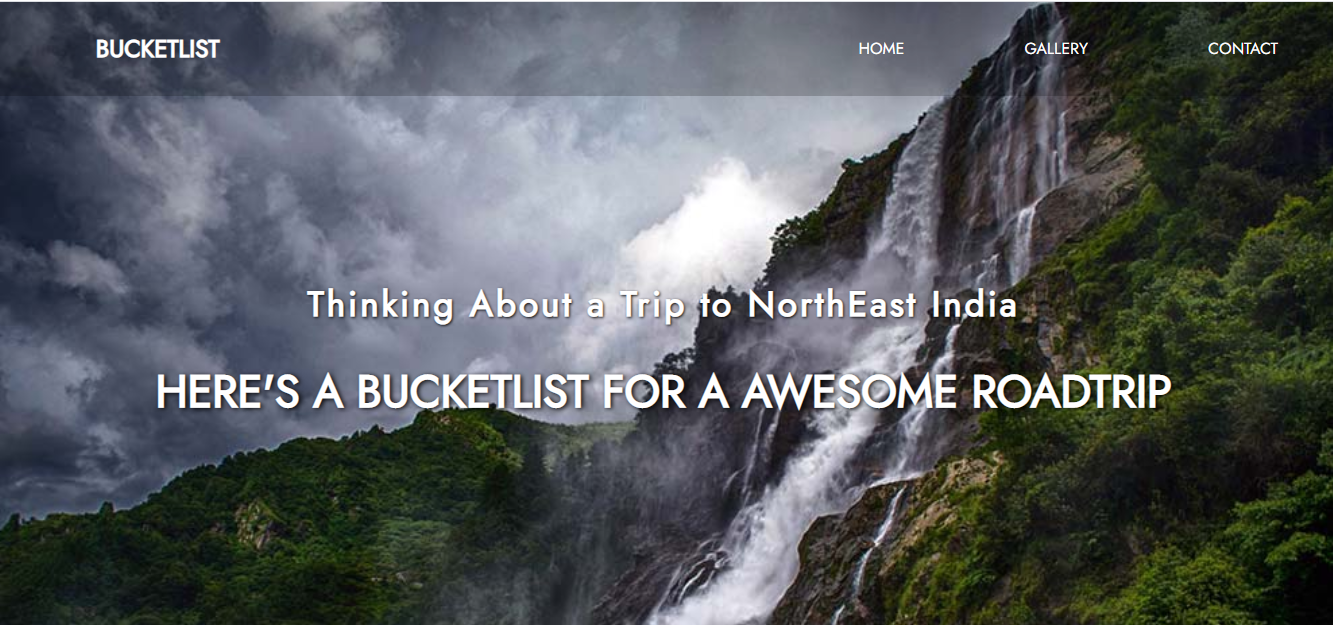 BUCKETLIST
HOME GALLERY CONTACT
Thinking About a Trip to NorthEast India
HERE'S A BUCKETLIST FOR A AWESOME ROADTRIP